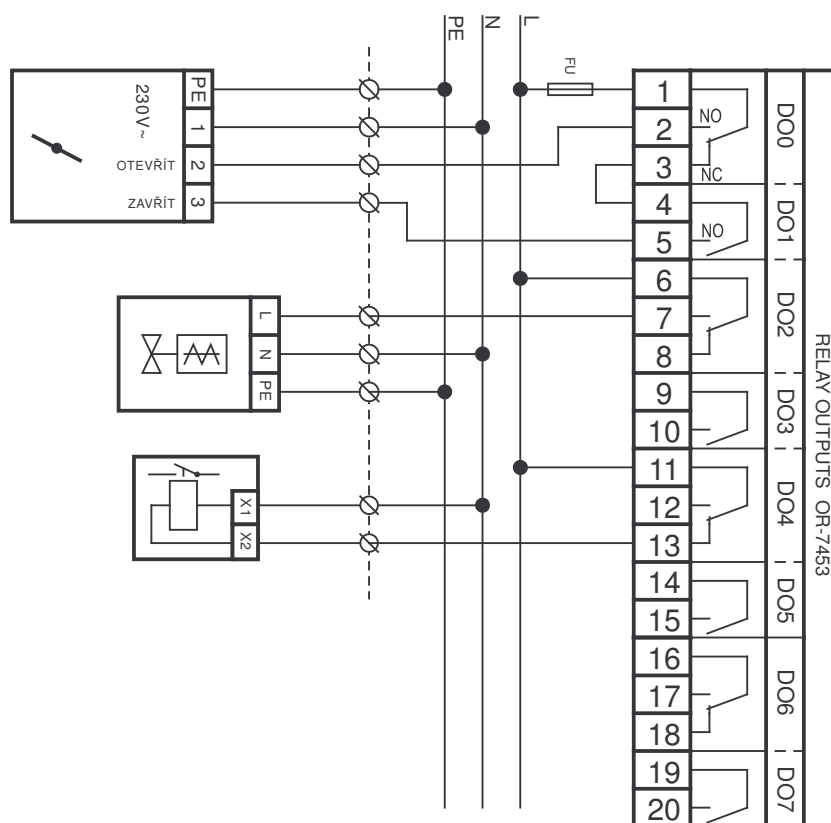 PE
N
L
FU
PE
1
2
3
230V~
OTEVŘÍT
ZAVŘÍT
L
N
PE
X1
X2
1
2
3
4
5
6
7
8
9
10
11
12
13
14
15
16
17
18
19
20
NO
NC
NO
DO0
DO1
DO2
DO3
DO4
DO5
DO6
DO7
RELAY OUTPUTS OR-7453